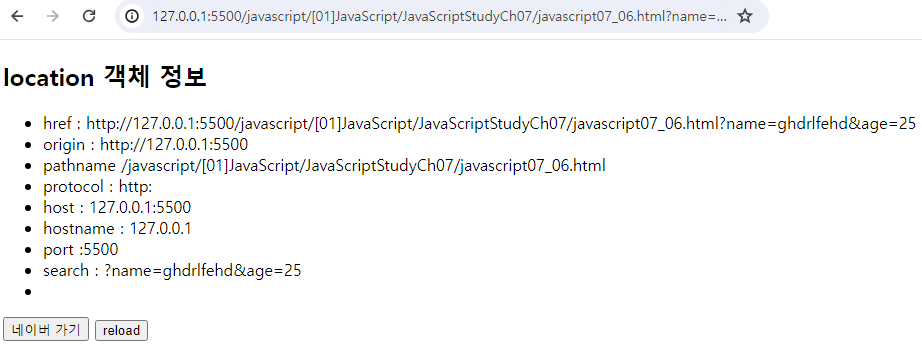 127.0.0.1:5500/javascript/[01]JavaScript/JavaScriptStudyCh07/javascript07_06.html?name=...
location 객체 정보
href : http://127.0.0.1:5500/javascript/[01]JavaScript/JavaScriptStudyCh07/javascript07_06.html?name=ghdrlfehd&age=25
origin : http://127.0.0.1:5500
pathname /javascript/[01]JavaScript/JavaScriptStudyCh07/javascript07_06.html
protocol : http:
host : 127.0.0.1:5500
hostname : 127.0.0.1
port :5500
search : ?name=ghdrlfehd&age=25
네이버 가기 reload